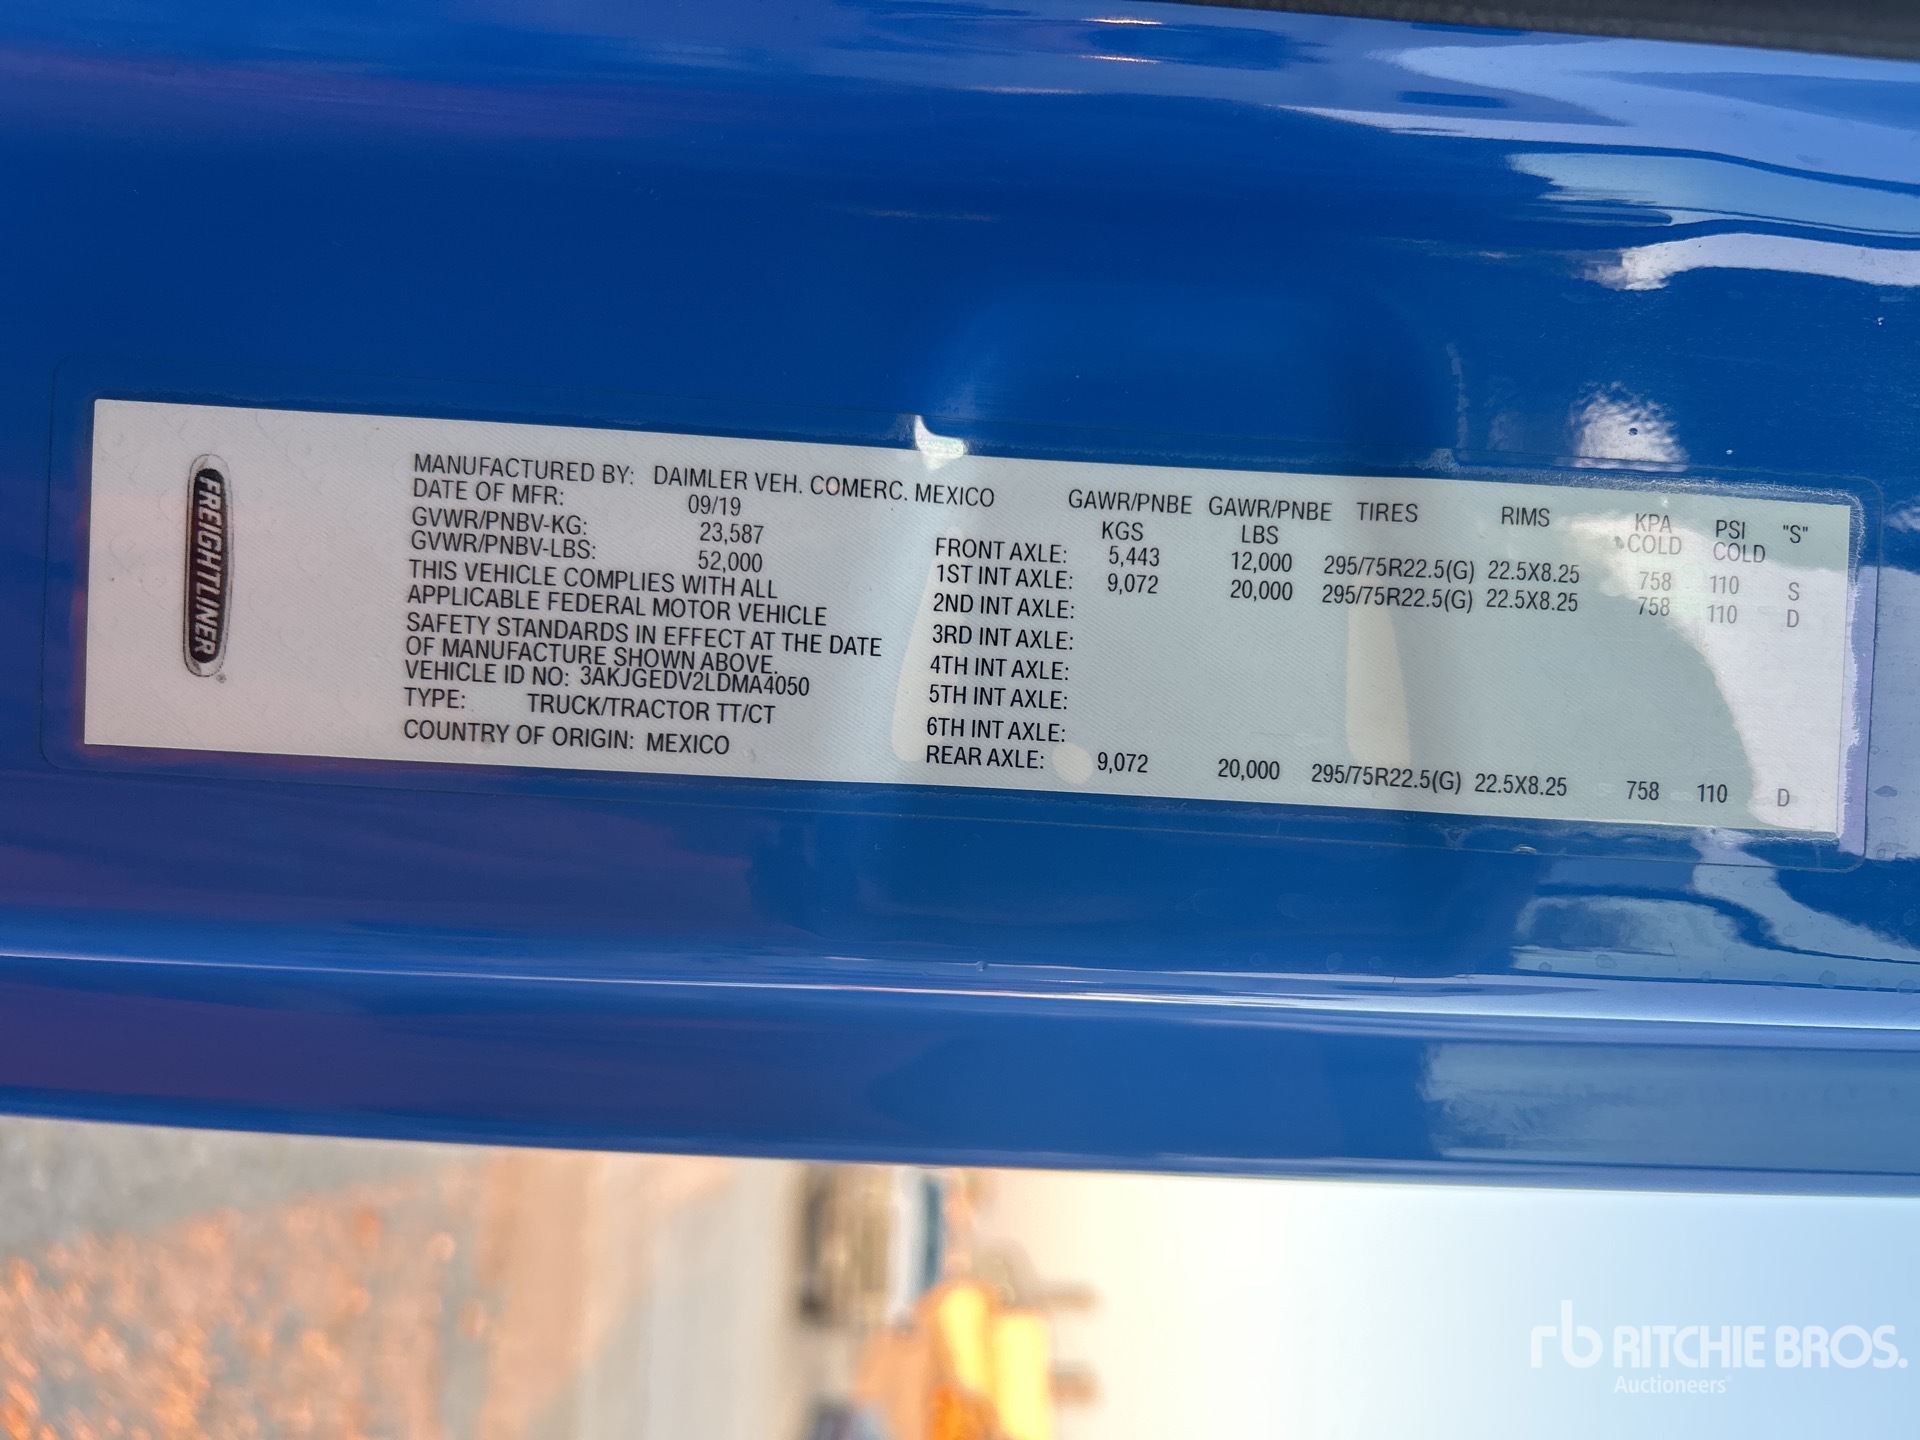 FREIGHTLINER
MANUFACTURED BY: DAIMLER VEH. COMERC. MEXICO
DATE OF MFR: 09/19
GVWR/PNBV-KG: 23,587
GVWR/PNBV-LBS: 52,000
THIS VEHICLE COMPLIES WITH ALL
APPLICABLE FEDERAL MOTOR VEHICLE
SAFETY STANDARDS IN EFFECT AT THE DATE
OF MANUFACTURE SHOWN ABOVE.
VEHICLE ID NO: 3AKJGEDV2LDMA4050
TYPE: TRUCK/TRACTOR TT/CT
COUNTRY OF ORIGIN: MEXICO
GAWR/PNBE GAWR/PNBE TIRES RIMS KPA PSI "S"
KGS LBS COLD COLD
FRONT AXLE: 5,443 12,000 295/75R22.5(G) 22.5X8.25 758 110 S
1ST INT AXLE: 9,072 20,000 295/75R22.5(G) 22.5X8.25 758 110 D
2ND INT AXLE:
3RD INT AXLE:
4TH INT AXLE:
5TH INT AXLE:
6TH INT AXLE:
REAR AXLE: 9,072 20,000 295/75R22.5(G) 22.5X8.25 758 110 D
rb RITCHIE BROS.
Auctioneers